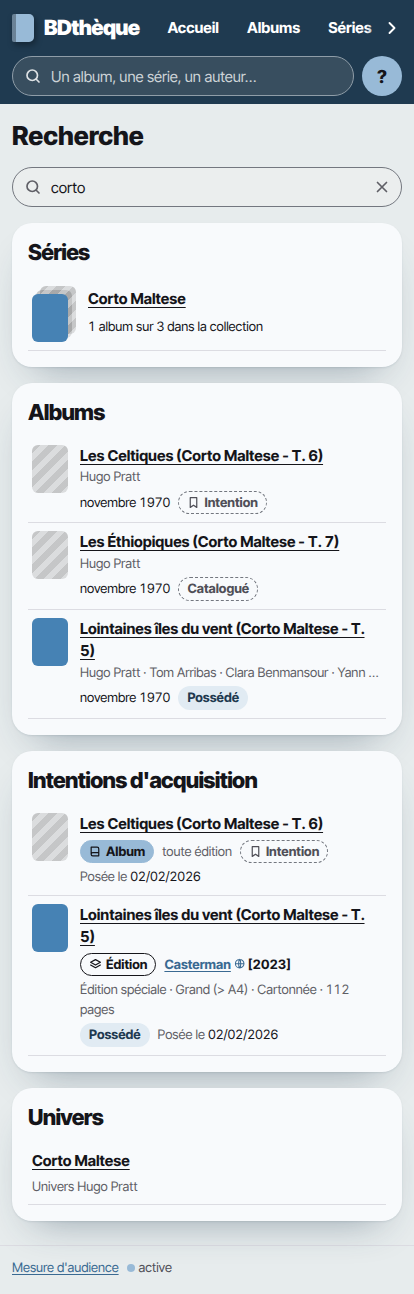 BDthèque Accueil Albums Séries
Un album, une série, un auteur... ?
Recherche
corto
Séries
Corto Maltese
1 album sur 3 dans la collection
Albums
Les Celtiques (Corto Maltese - T. 6)
Hugo Pratt
novembre 1970 Intention
Les Éthiopiques (Corto Maltese - T. 7)
Hugo Pratt
novembre 1970 Catalogué
Lointaines îles du vent (Corto Maltese - T.
5)
Hugo Pratt · Tom Arribas · Clara Benmansour · Yann ...
novembre 1970 Possédé
Intentions d'acquisition
Les Celtiques (Corto Maltese - T. 6)
Album toute édition Intention
Posée le 02/02/2026
Lointaines îles du vent (Corto Maltese - T.
5)
Édition Casterman [2023]
Édition spéciale · Grand (> A4) · Cartonnée · 112
pages
Possédé Posée le 02/02/2026
Univers
Corto Maltese
Univers Hugo Pratt
Mesure d'audience active